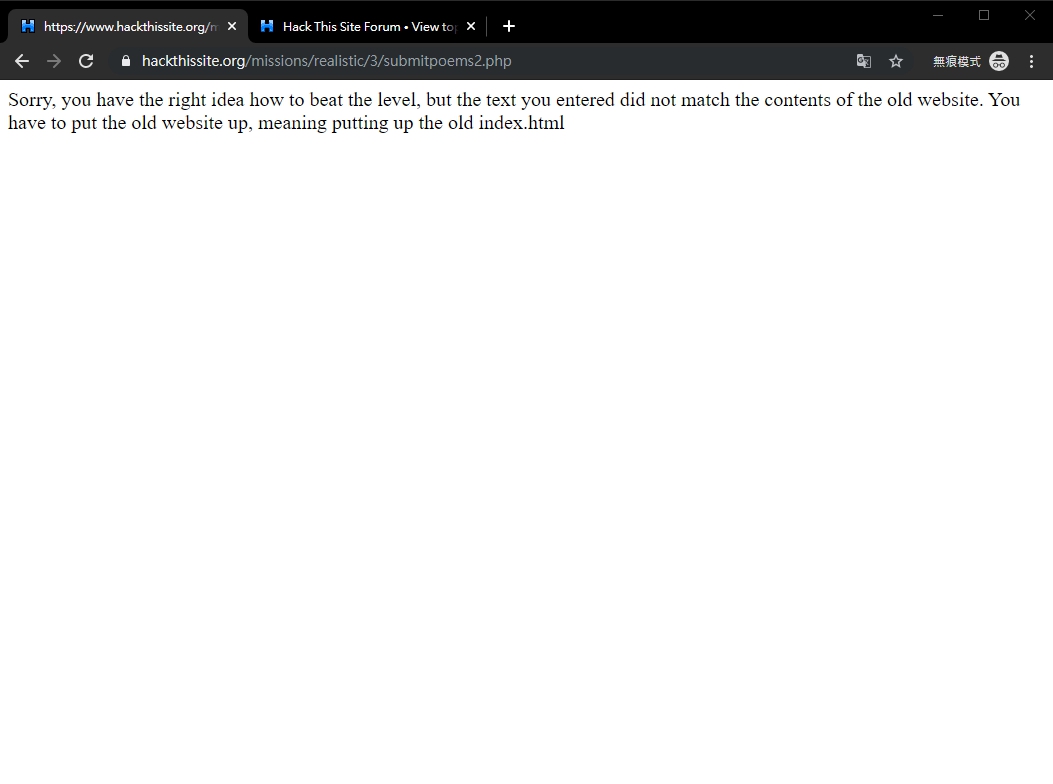 https://www.hackthissite.org/m
Hack This Site Forum • View to
hackthissite.org/missions/realistic/3/submitpoems2.php
無痕模式
Sorry, you have the right idea how to beat the level, but the text you entered did not match the contents of the old website. You
have to put the old website up, meaning putting up the old index.html